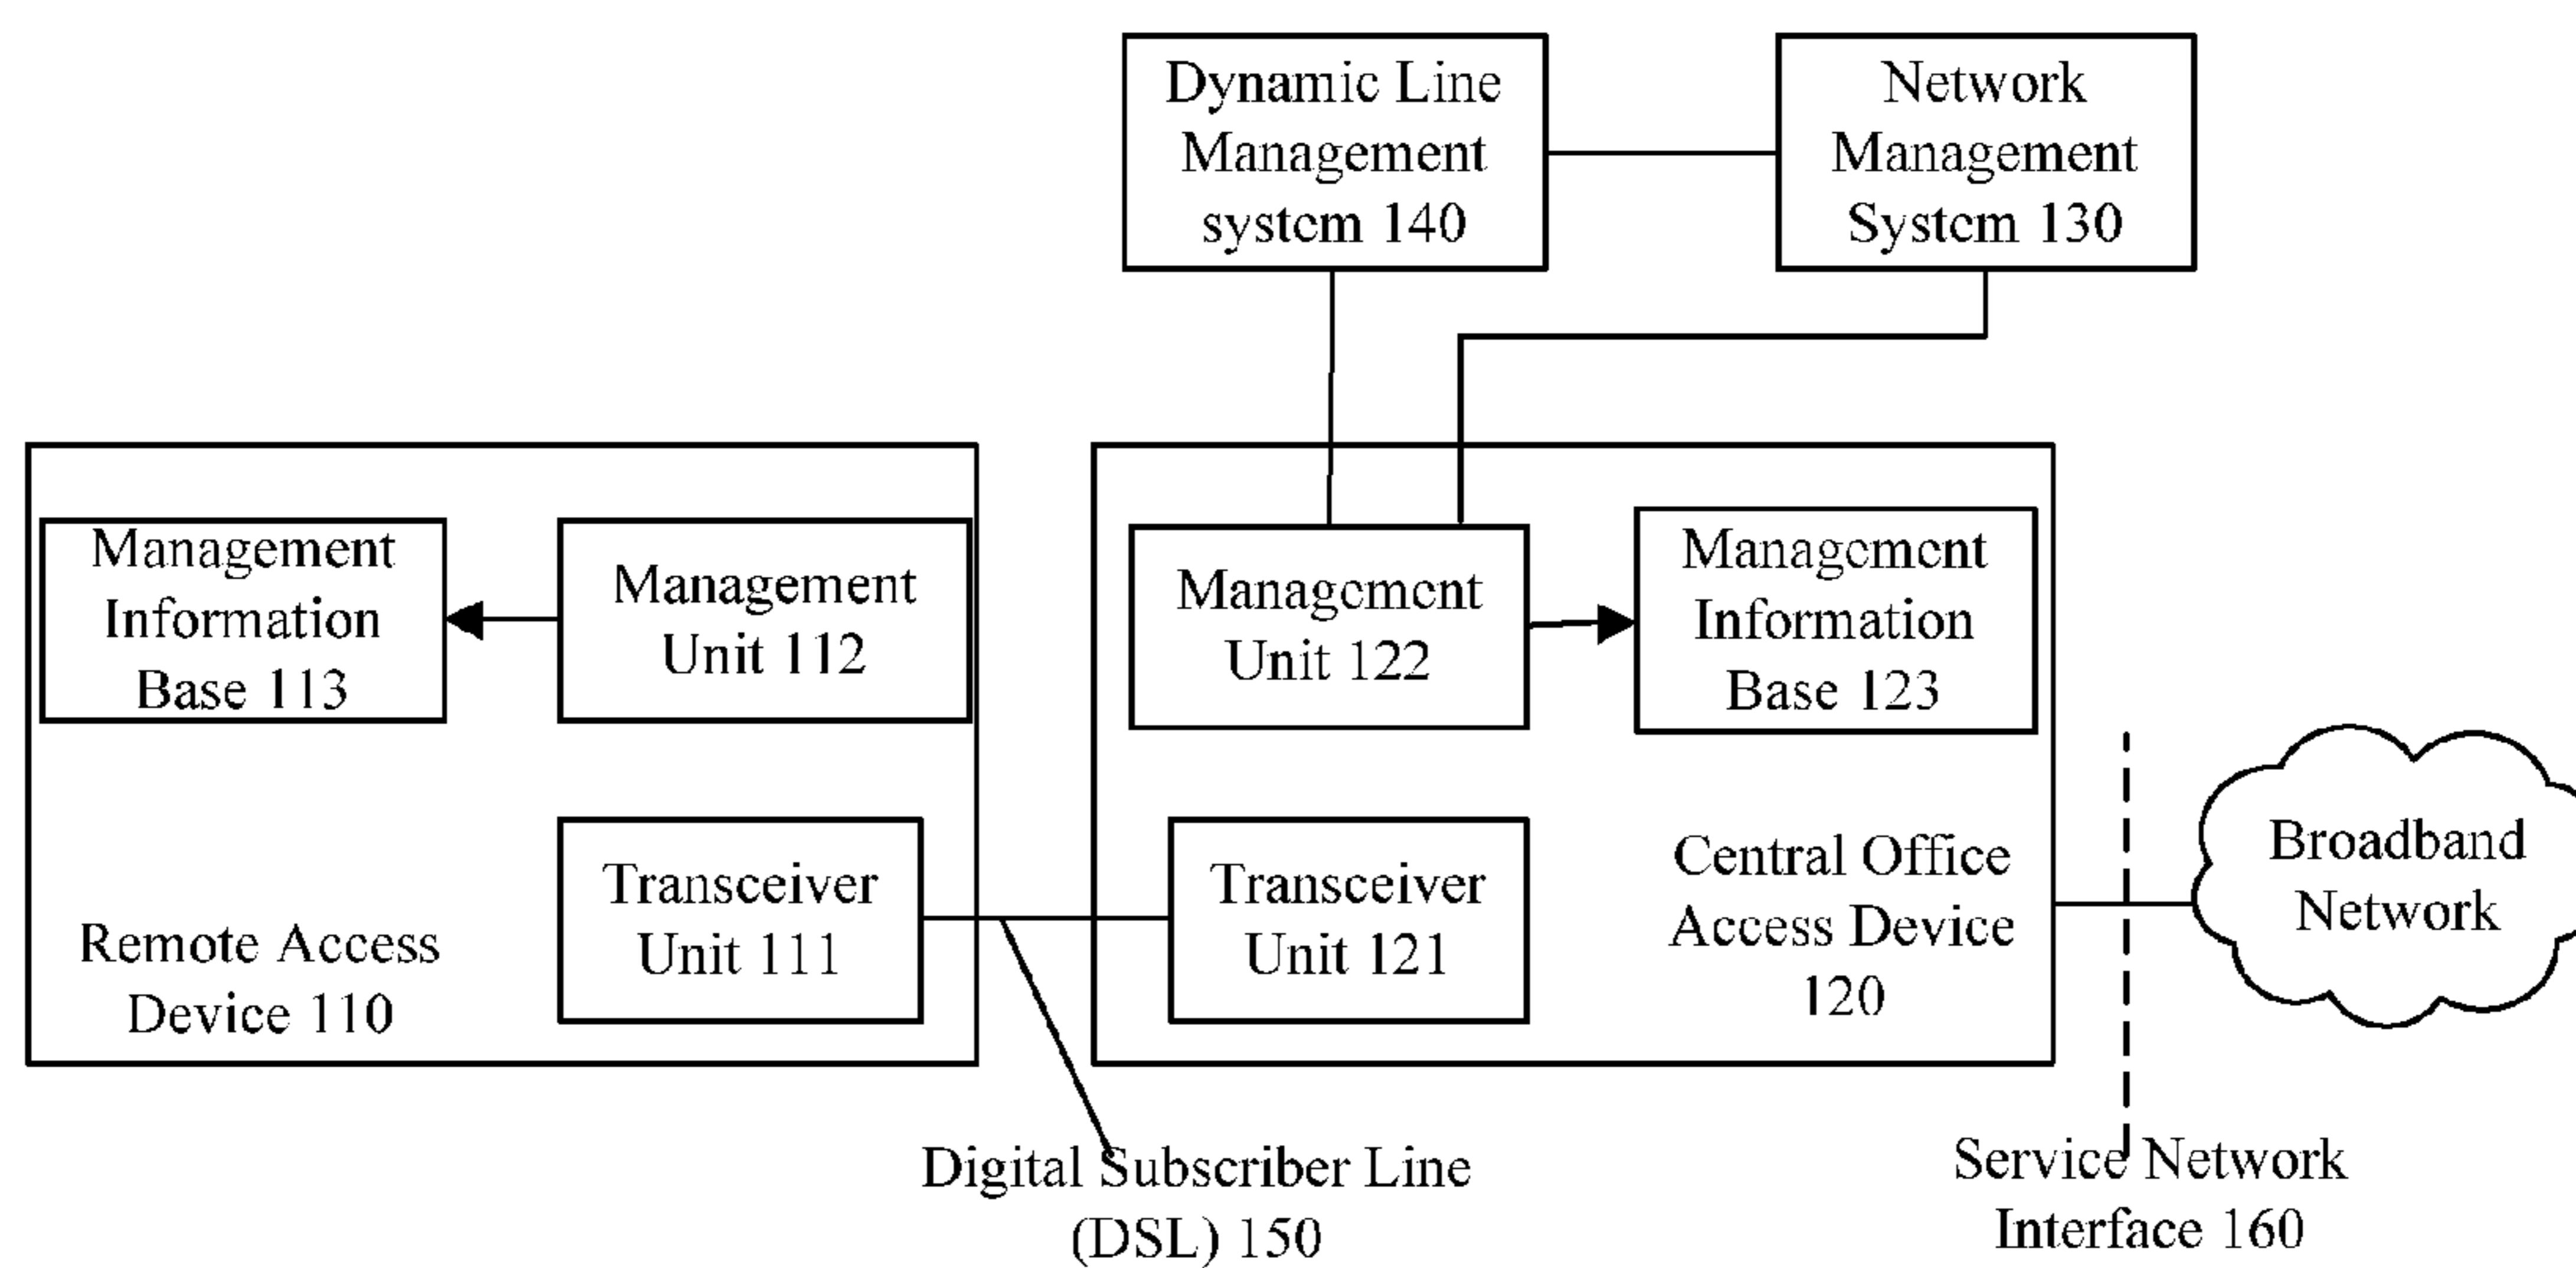 Dynamic Line
Management
system 140
Network
Management
System 130
Management
Information
Base 113
Management
Unit 112
Management
Unit 122
Management
Information
Base 123
Remote Access
Device 110
Transceiver
Unit 111
Transceiver
Unit 121
Central Office
Access Device
120
Broadband
Network
Digital Subscriber Line
(DSL) 150
Service Network
Interface 160